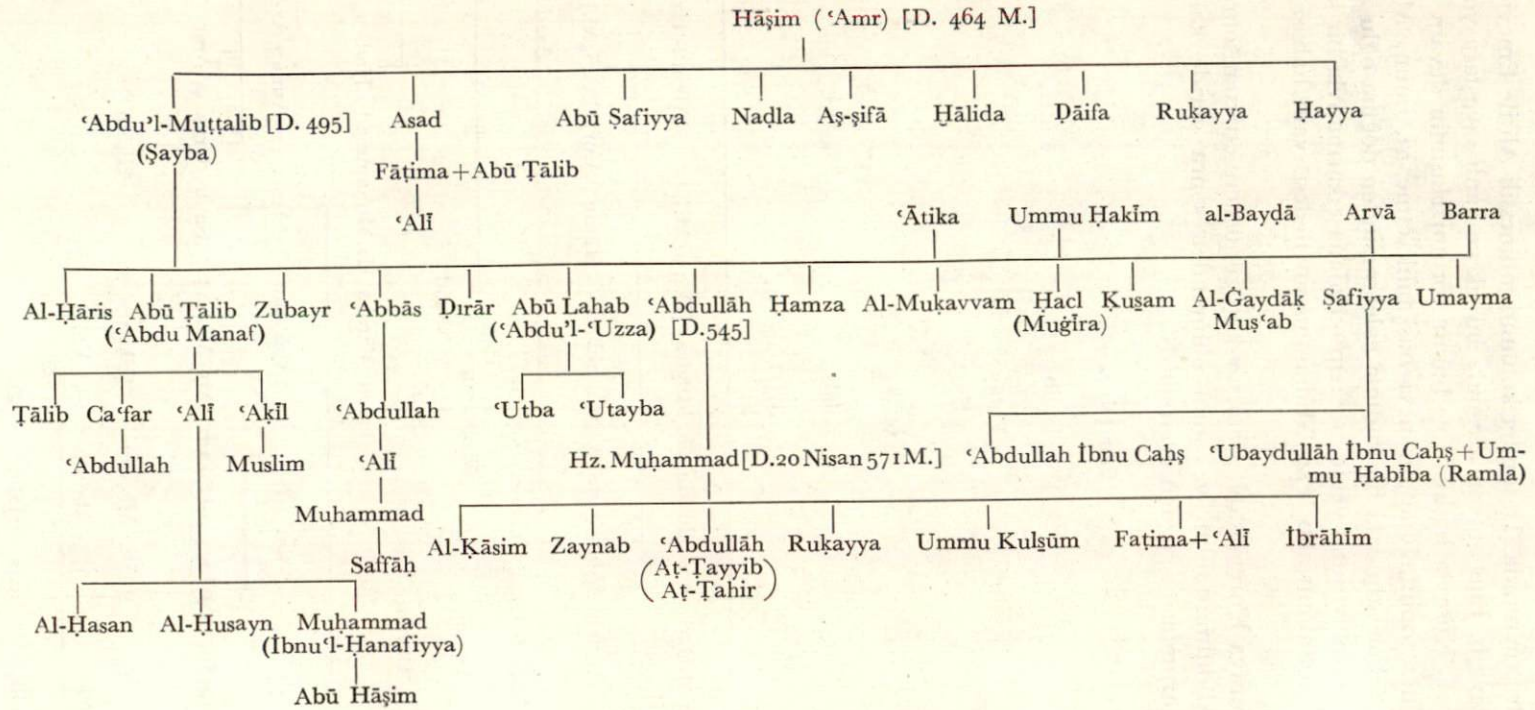 Hāşim (ʿAmr) [D. 464 M.]
ʿAbdu’l-Muṭṭalib [D. 495] Asad Abū Ṣafiyya Naḍla Aş-şifā Ḫālida Ḍāifa Ruḳayya Ḥayya
(Şayba)
Fāṭima + Abū Ṭālib
ʿAlī
ʿĀtika Ummu Ḥakīm al-Bayḍā Arvā Barra
Al-Ḥāris Abū Ṭālib Zubayr ʿAbbās Ḍırār Abū Lahab ʿAbdullāh Ḥamza Al-Muḳavvam Ḥacl Ḳus̱am Al-Ġaydāḳ Ṣafiyya Umayma
(ʿAbdu Manaf) (ʿAbdu’l-ʿUzza) [D.545] (Muġīra) Muṣʿab
Ṭālib Caʿfar ʿAlī ʿAḳīl ʿAbdullah ʿUtba ʿUtayba
ʿAbdullah Muslim ʿAlī Hz. Muḥammad [D.20 Nisan 571 M.] ʿAbdullah İbnu Caḥş ʿUbaydullāh İbnu Caḥş + Um-
mu Ḥabība (Ramla)
Muhammad
Al-Ḳāsim Zaynab ʿAbdullāh Ruḳayya Ummu Kuls̱ūm Faṭima + ʿAlī İbrāhīm
Saffāḥ (Aṭ-Ṭayyib
Aṭ-Ṭahir)
Al-Ḥasan Al-Ḥusayn Muḥammad
(İbnu’l-Ḥanafiyya)
Abū Hāşim